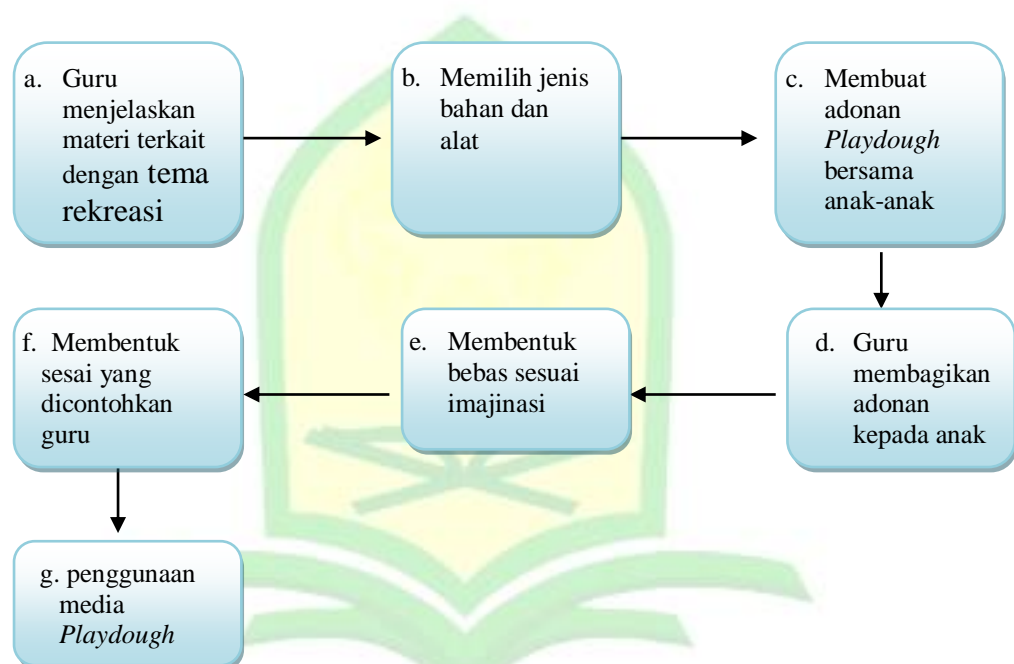 a. Guru
menjelaskan
materi terkait
dengan tema
rekreasi
b. Memilih jenis
bahan dan
alat
c. Membuat
adonan
Playdough
bersama
anak-anak
d. Guru
membagikan
adonan
kepada anak
e. Membentuk
bebas sesuai
imajinasi
f. Membentuk
sesai yang
dicontohkan
guru
g. penggunaan
media
Playdough